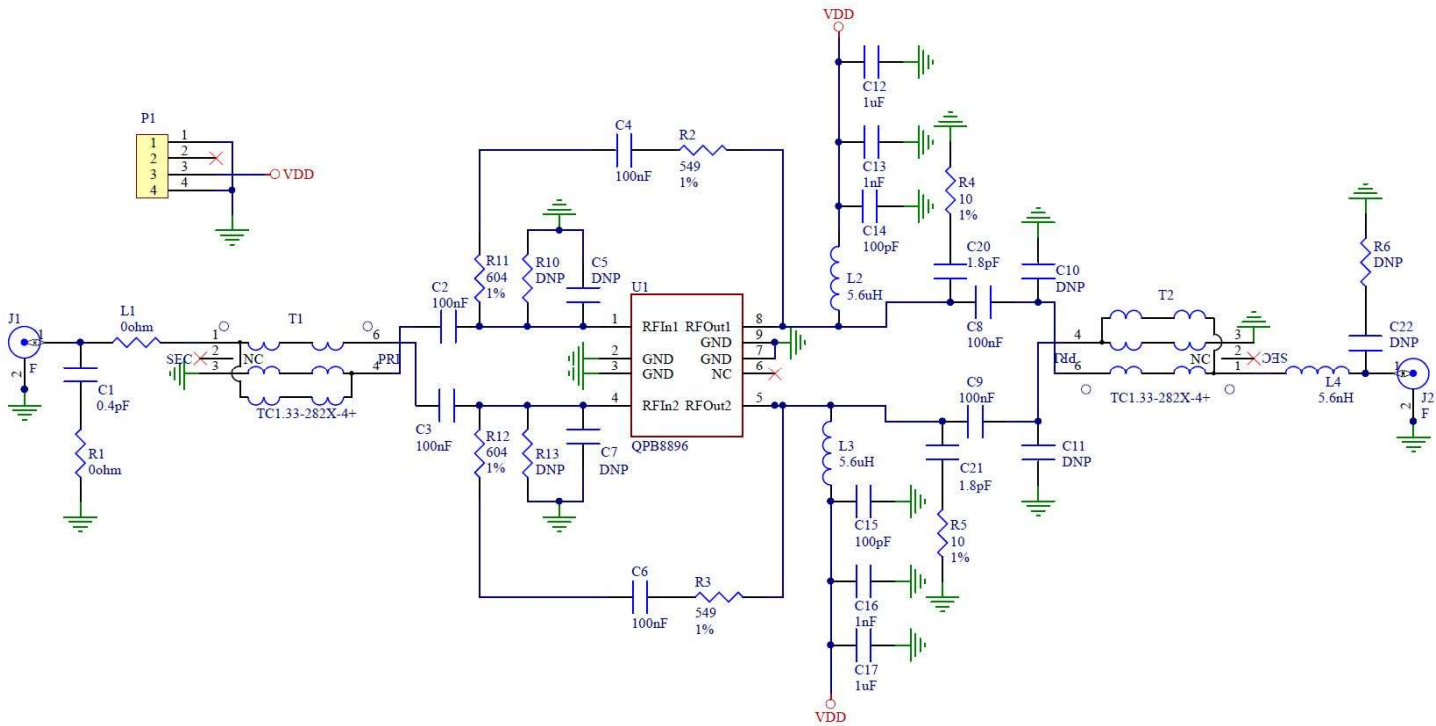 VDD
C12
1uF
P1
1
1
2
2
3
3
4
4
VDD
C4
100nF
R2
549
1%
C13
1nF
C14
100pF
R4
10
1%
R11
604
1%
R10
DNP
C5
DNP
C20
1.8pF
C10
DNP
R6
DNP
C2
100nF
L2
5.6uH
U1
RFIn1
RFOut1
GND
GND
GND
GND
NC
RFIn2
RFOut2
1
2
3
4
8
9
7
6
5
QPB8896
J1
1
2
F
L1
0ohm
C1
0.4pF
R1
0ohm
T1
1
2
3
SEC
NC
PRI
6
4
TC1.33-282X-4+
C8
100nF
T2
4
6
PRI
NC
SEC
3
2
1
TC1.33-282X-4+
C22
DNP
L4
5.6nH
1
2
J2
F
C3
100nF
R12
604
1%
R13
DNP
C7
DNP
L3
5.6uH
C9
100nF
C21
1.8pF
C11
DNP
C15
100pF
R5
10
1%
C6
100nF
R3
549
1%
C16
1nF
C17
1uF
VDD